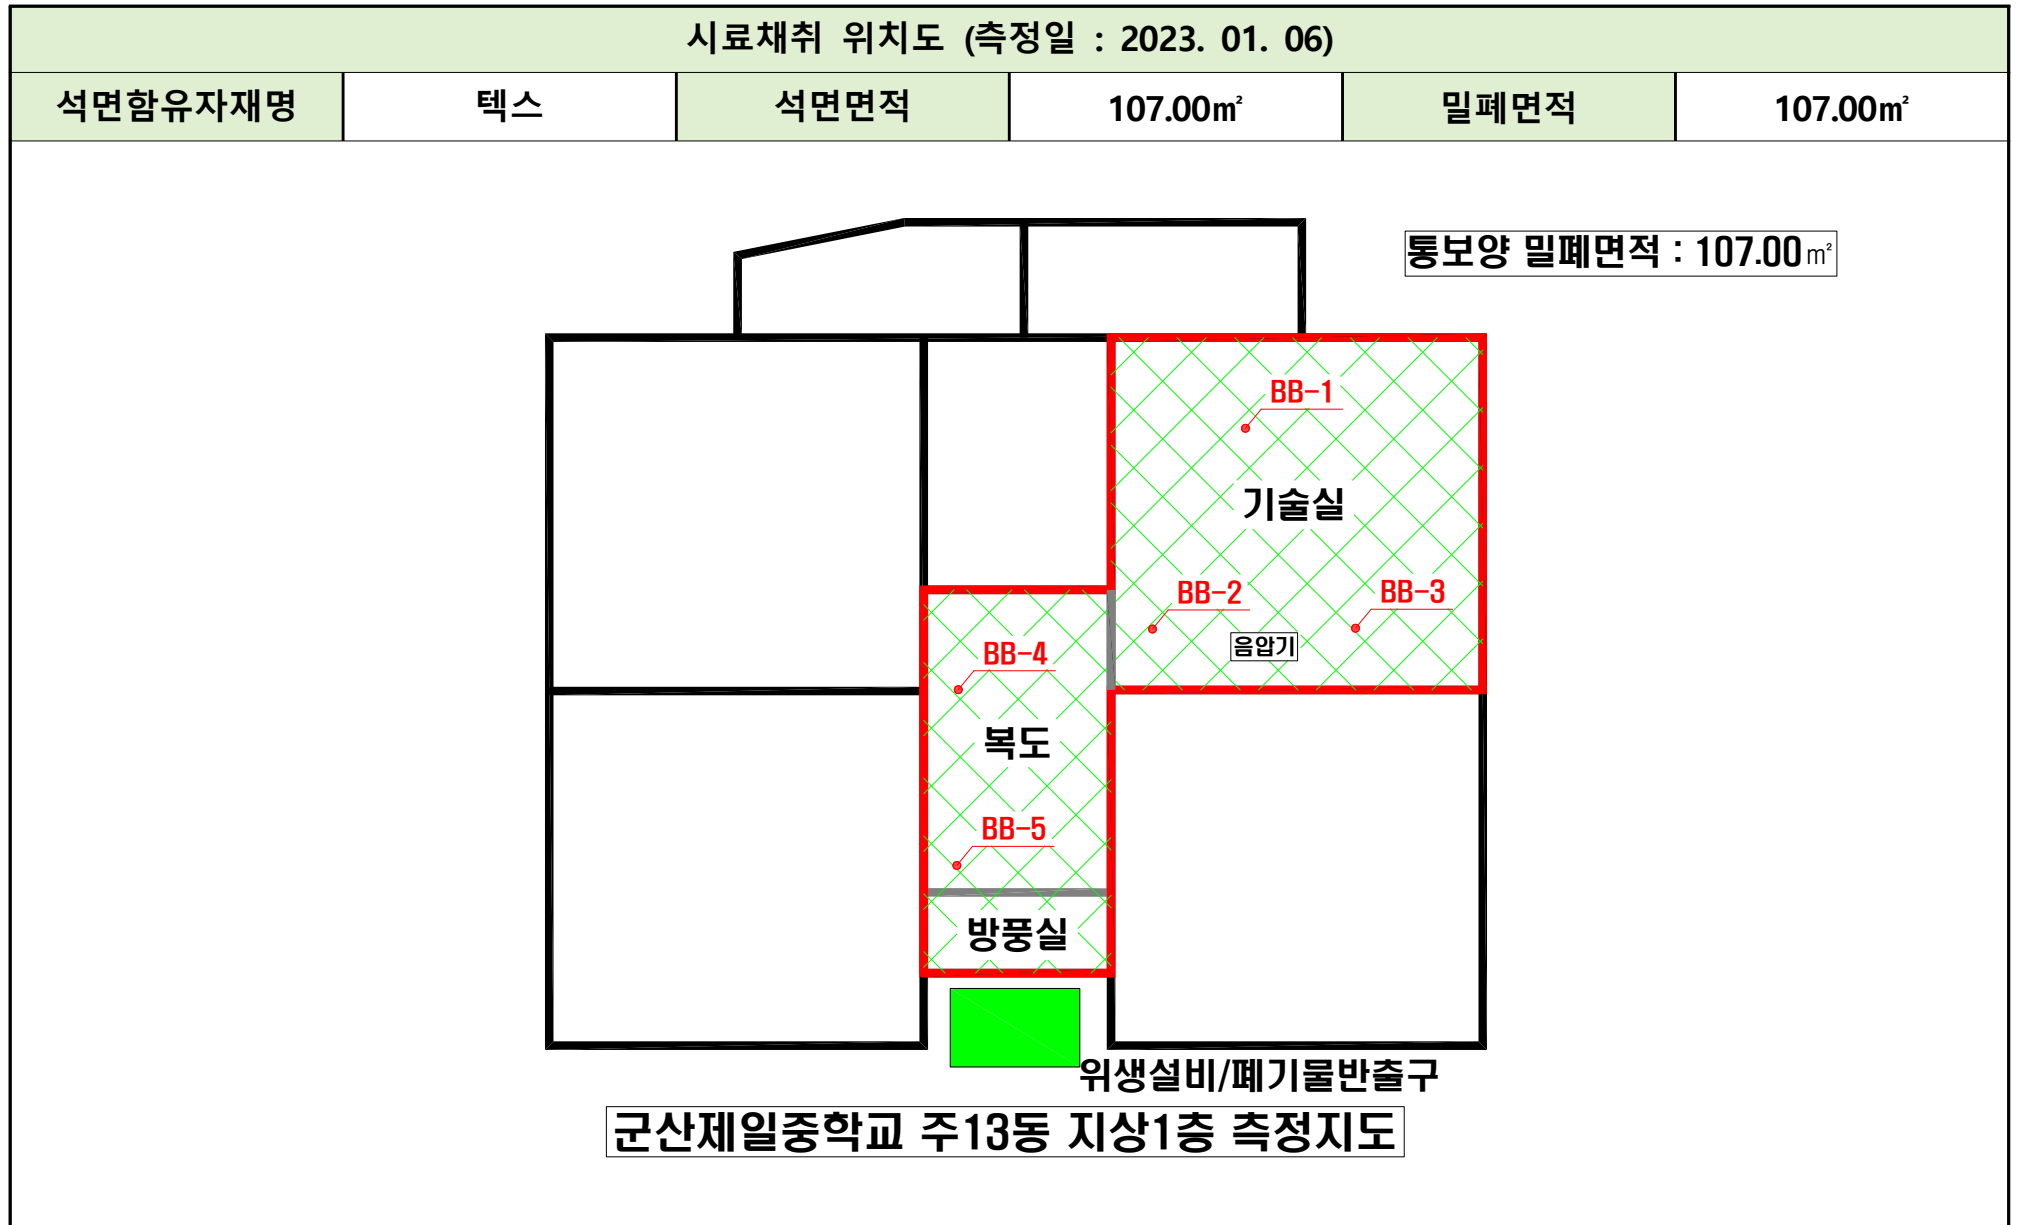 시료채취 위치도 (측정일 : 2023. 01. 06)
석면함유자재명 텍스 석면면적 107.00㎡ 밀폐면적 107.00㎡
통보양 밀폐면적 : 107.00㎡
BB-1
기술실
BB-2
BB-3
음압기
BB-4
복도
BB-5
방풍실
위생설비/폐기물반출구
군산제일중학교 주13동 지상1층 측정지도